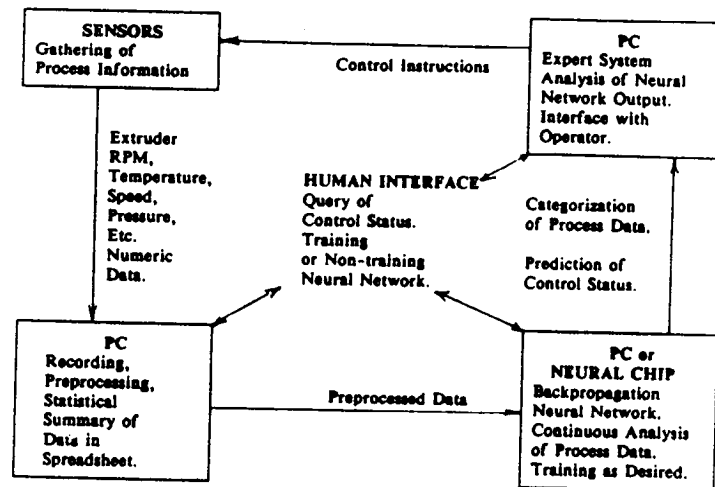 SENSORS
Gathering of
Process Information
Control Instructions
PC
Expert System
Analysis of Neural
Network Output.
Interface with
Operator.
Extruder
RPM,
Temperature,
Speed,
Pressure,
Etc.
Numeric
Data.
HUMAN INTERFACE
Query of
Control Status.
Training
or Non-training
Neural Network.
Categorization
of Process Data.
Prediction of
Control Status.
PC
Recording,
Preprocessing,
Statistical
Summary of
Data in
Spreadsheet.
Preprocessed Data
PC or
NEURAL CHIP
Backpropagation
Neural Network.
Continuous Analysis
of Process Data.
Training as Desired.